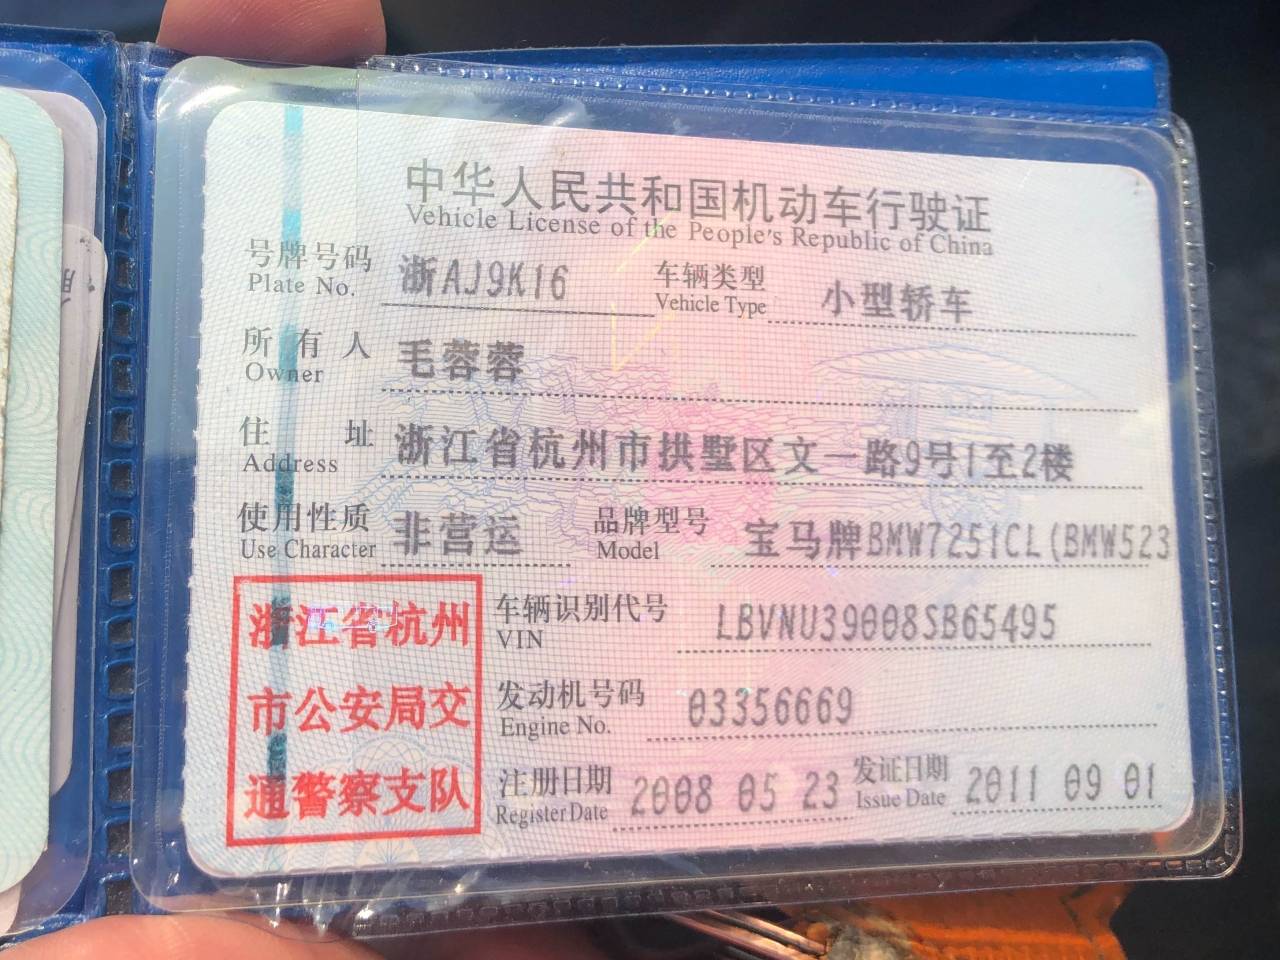 中华人民共和国机动车行驶证
Vehicle License of the People's Republic of China
号牌号码 浙AJ9K16 车辆类型 小型轿车
Plate No. Vehicle Type
所有人 毛蓉蓉
Owner
住址 浙江省杭州市拱墅区文一路9号1至2楼
Address
使用性质 非营运 品牌型号 宝马牌BMW7251CL(BMW523
Use Character Model
浙江省杭州
市公安局交
通警察支队
车辆识别代号 LBVNU39008SB65495
VIN
发动机号码 03356669
Engine No.
注册日期 2008 05 23 发证日期 2011 09 01
Register Date Issue Date